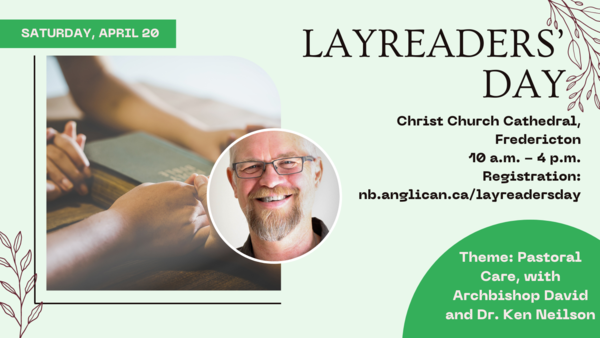 SATURDAY, APRIL 20
LAYREADERS'
DAY
Christ Church Cathedral,
Fredericton
10 a.m. – 4 p.m.
Registration:
nb.anglican.ca/layreadersday
Theme: Pastoral
Care, with
Archbishop David
and Dr. Ken Neilson